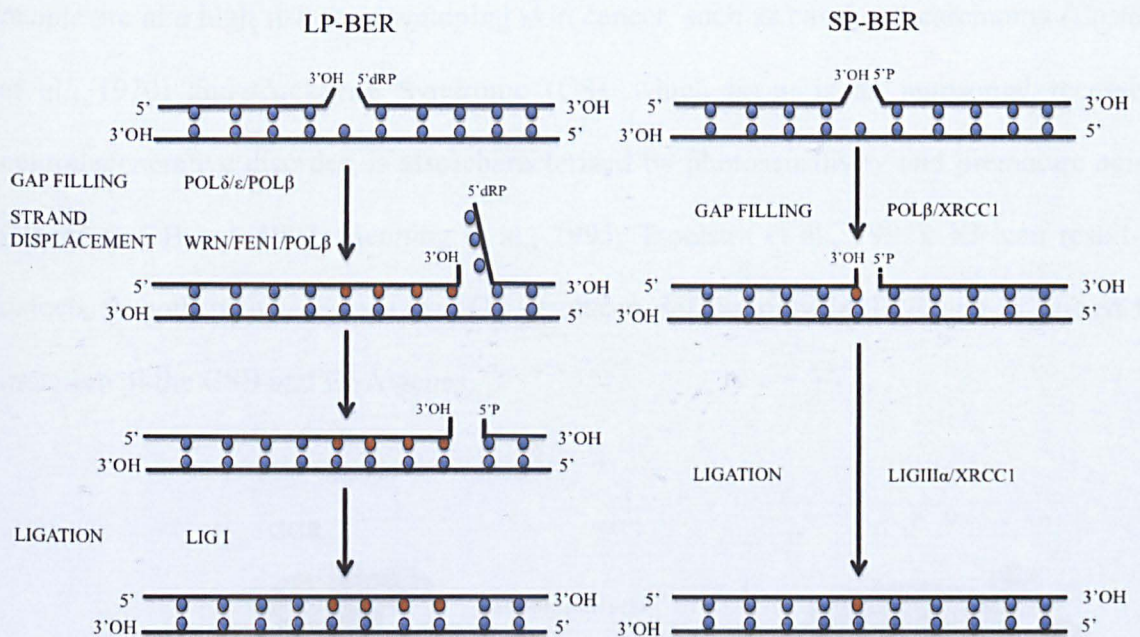 LP-BER
3’OH 5’dRP
5’ 3’OH
3’OH 5’
GAP FILLING POLδ/ε/POLβ
STRAND
DISPLACEMENT WRN/FEN1/POLβ
5’dRP
3’OH
5’ 3’OH
3’OH 5’
3’OH 5’P
5’ 3’OH
3’OH 5’
LIGATION LIG I
5’ 3’OH
3’OH 5’
SP-BER
3’OH 5’P
5’ 3’OH
3’OH 5’
GAP FILLING POLβ/XRCC1
3’OH 5’P
5’ 3’OH
3’OH 5’
LIGATION LIGIIIα/XRCC1
5’ 3’OH
3’OH 5’